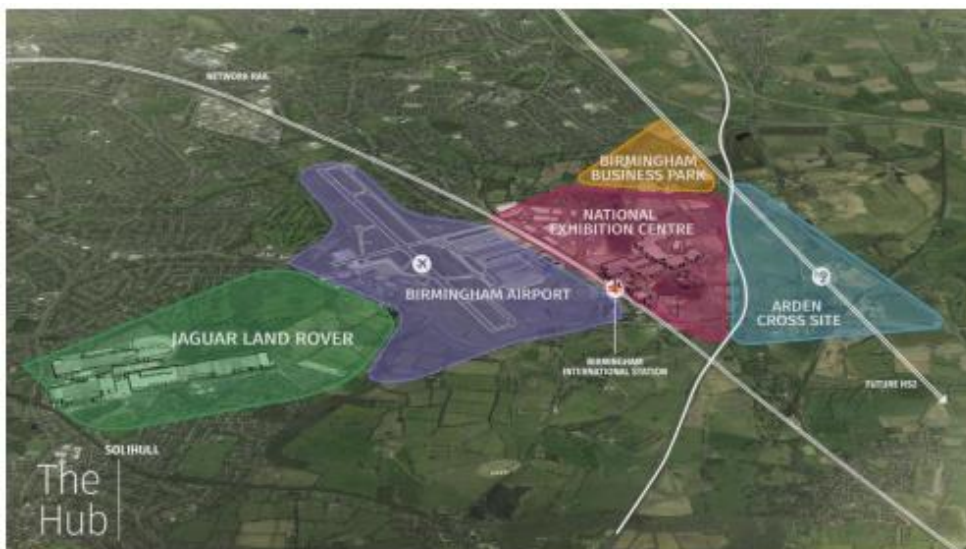 NETWORK RAIL
BIRMINGHAM
BUSINESS PARK
NATIONAL
EXHIBITION CENTRE
BIRMINGHAM AIRPORT
ARDEN
CROSS SITE
JAGUAR LAND ROVER
BIRMINGHAM
INTERNATIONAL STATION
FUTURE HS2
SOLIHULL
The
Hub